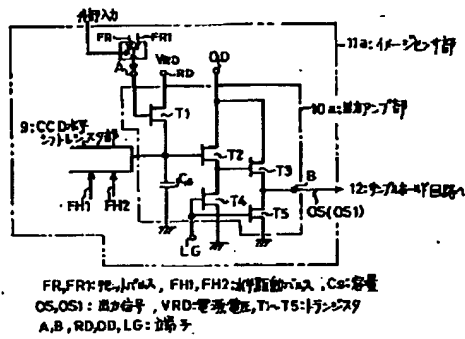 外部入力
FR FR1
11a:イメージセンサ部
A
VRD
RD
OD
T1
10a:出力アンプ部
9:CCD水平
シフトレジスタ部
T2
T3
B
Cs
12:サンプルホールド回路へ
OS(OS1)
T4
T5
FH1 FH2
LG
FR,FR1:リセットパルス, FH1,FH2:水平駆動パルス, Cs:容量
OS,OS1:出力信号, VRD:電源電圧, T1~T5:トランジスタ
A,B,RD,OD,LG:端子